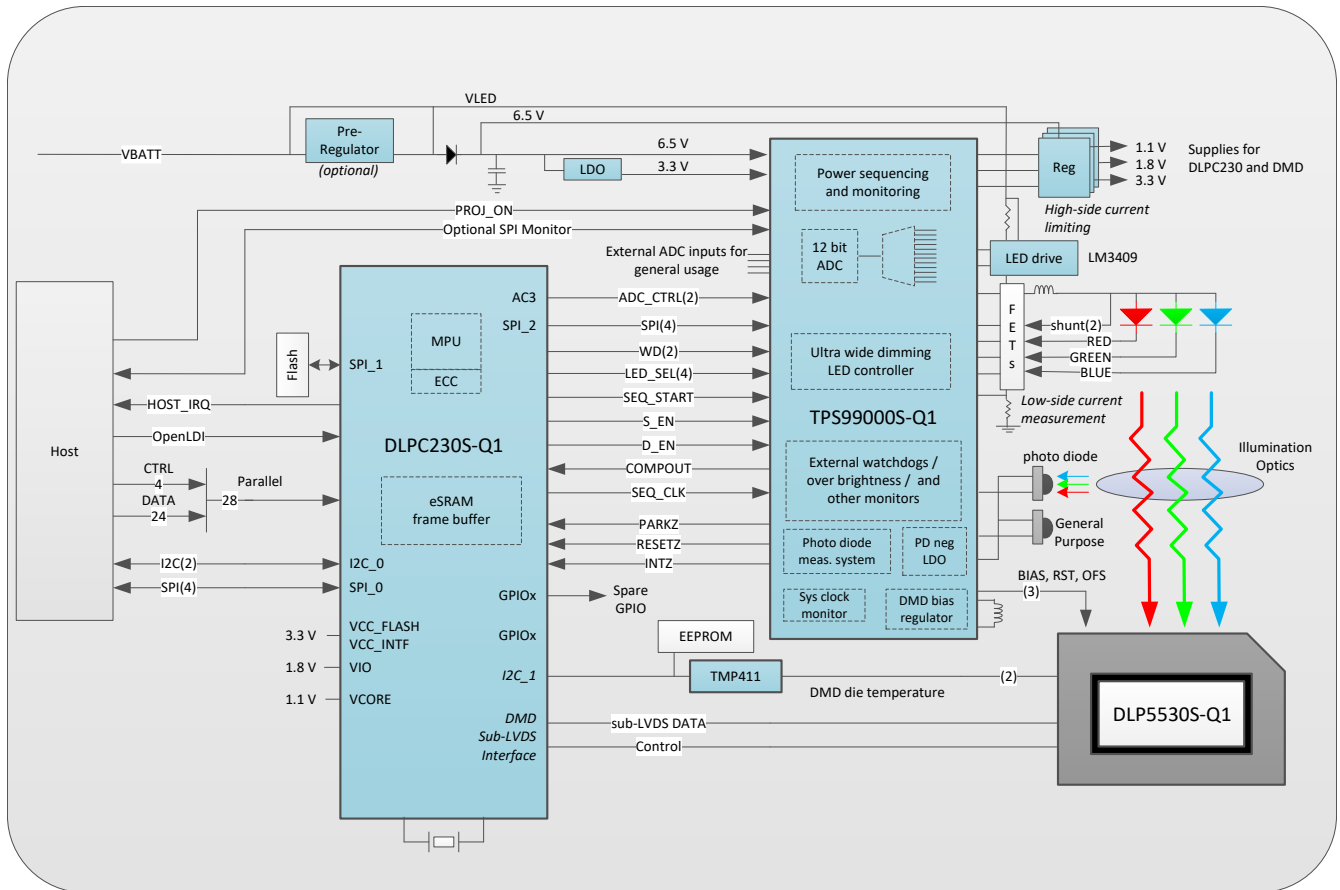 VLED
6.5 V
Pre-
Regulator
(optional)
VBATT
LDO
6.5 V
3.3 V
Power sequencing
and monitoring
Reg
1.1 V
1.8 V
3.3 V
Supplies for
DLPC230 and DMD
High-side current
limiting
PROJ_ON
Optional SPI Monitor
External ADC inputs for
general usage
12 bit
ADC
LED drive
LM3409
AC3
ADC_CTRL(2)
SPI_2
SPI(4)
MPU
ECC
WD(2)
LED_SEL(4)
SEQ_START
S_EN
D_EN
COMPOUT
SEQ_CLK
PARKZ
RESETZ
INTZ
Ultra wide dimming
LED controller
TPS99000S-Q1
F
E
T
s
shunt(2)
RED
GREEN
BLUE
Low-side current
measurement
Flash
SPI_1
HOST_IRQ
OpenLDI
Host
CTRL
4
DATA
24
28
Parallel
DLPC230S-Q1
eSRAM
frame buffer
External watchdogs /
over brightness /  and
other monitors
photo diode
Illumination
Optics
General
Purpose
Photo diode
meas. system
PD neg
LDO
Sys clock
monitor
DMD bias
regulator
BIAS, RST, OFS
(3)
I2C(2)
I2C_0
SPI(4)
SPI_0
GPIOx
Spare
GPIO
3.3 V
VCC_FLASH
VCC_INTF
GPIOx
1.8 V
VIO
1.1 V
VCORE
EEPROM
I2C_1
TMP411
DMD die temperature
(2)
DMD
Sub-LVDS
Interface
sub-LVDS DATA
Control
DLP5530S-Q1